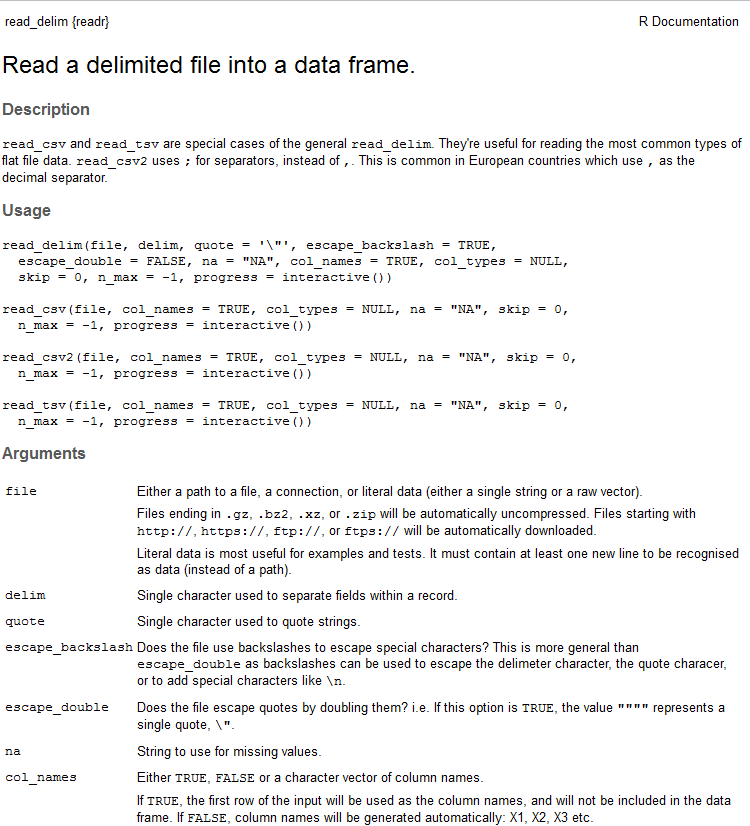 read_delim {readr} R Documentation
Read a delimited file into a data frame.
Description
read_csv and read_tsv are special cases of the general read_delim. They're useful for reading the most common types of
flat file data. read_csv2 uses ; for separators, instead of ,. This is common in European countries which use , as the
decimal separator.
Usage
read_delim(file, delim, quote = '\"', escape_backslash = TRUE,
  escape_double = FALSE, na = "NA", col_names = TRUE, col_types = NULL,
  skip = 0, n_max = -1, progress = interactive())
read_csv(file, col_names = TRUE, col_types = NULL, na = "NA", skip = 0,
  n_max = -1, progress = interactive())
read_csv2(file, col_names = TRUE, col_types = NULL, na = "NA", skip = 0,
  n_max = -1, progress = interactive())
read_tsv(file, col_names = TRUE, col_types = NULL, na = "NA", skip = 0,
  n_max = -1, progress = interactive())
Arguments
file Either a path to a file, a connection, or literal data (either a single string or a raw vector).
Files ending in .gz, .bz2, .xz, or .zip will be automatically uncompressed. Files starting with
http://, https://, ftp://, or ftps:// will be automatically downloaded.
Literal data is most useful for examples and tests. It must contain at least one new line to be recognised
as data (instead of a path).
delim Single character used to separate fields within a record.
quote Single character used to quote strings.
escape_backslash Does the file use backslashes to escape special characters? This is more general than
escape_double as backslashes can be used to escape the delimeter character, the quote characer,
or to add special characters like \n.
escape_double Does the file escape quotes by doubling them? i.e. If this option is TRUE, the value """" represents a
single quote, \".
na String to use for missing values.
col_names Either TRUE, FALSE or a character vector of column names.
If TRUE, the first row of the input will be used as the column names, and will not be included in the data
frame. If FALSE, column names will be generated automatically: X1, X2, X3 etc.